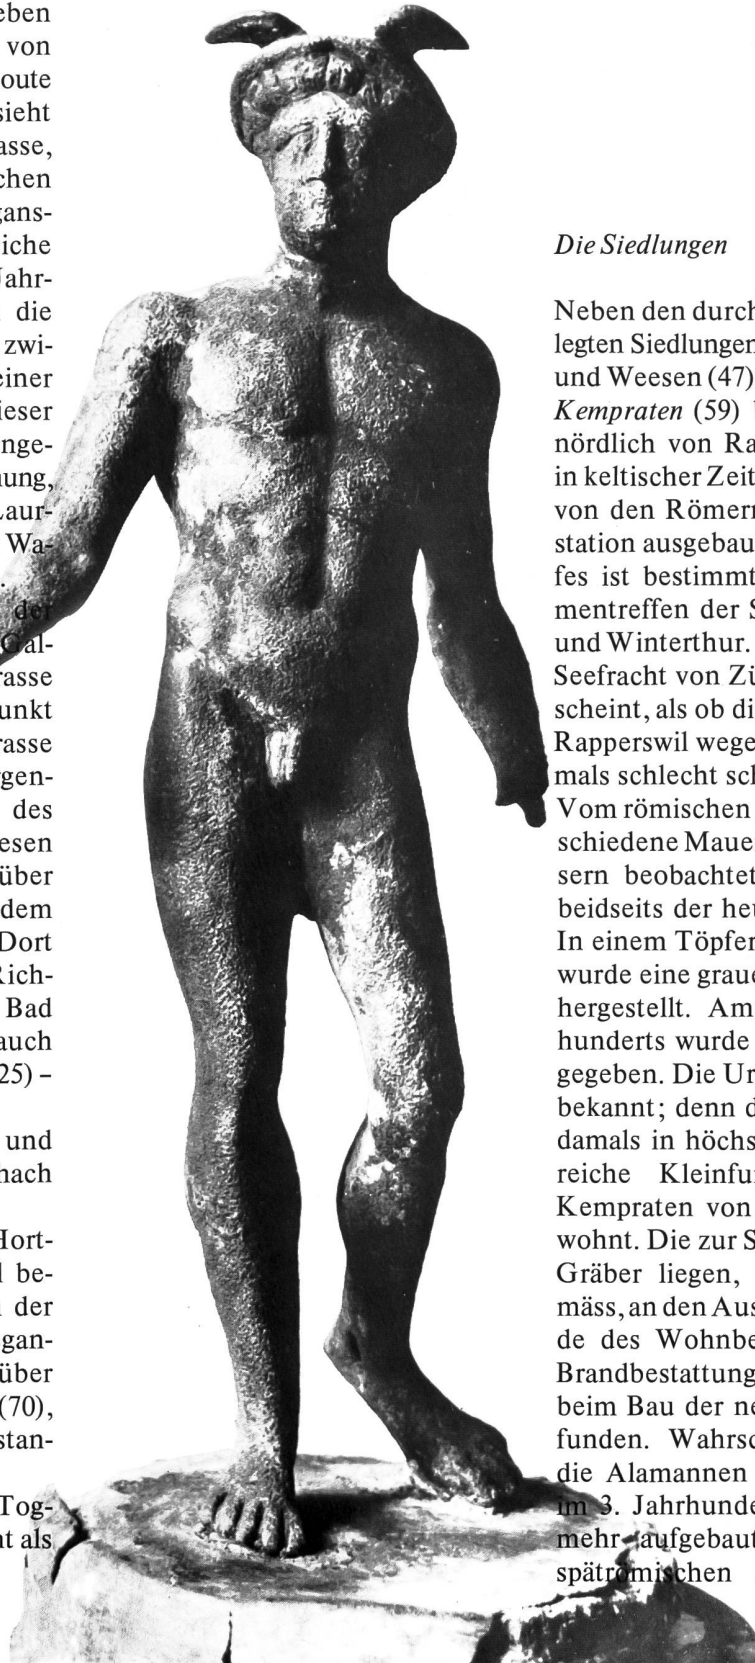 eben
von
oute
sieht
asse,
chen
gans-
iche
Jahr-
die
zwi-
einer
ieser
nge-
nung,
Laur-
Wa-
.
der
Gal-
rasse
unkt
rasse
rgen-
des
esen
über
dem
Dort
Rich-
Bad
auch
25) –
und
nach
Hort-
l be-
i der
egan-
über
(70),
stan-
Tog-
nt als
Die Siedlungen
Neben den durch
legten Siedlungen
und Weesen (47)
Kempraten (59)
nördlich von Ra
in keltischer Zeit
von den Römern
station ausgebau
fes ist bestimmt
mentreffen der S
und Winterthur.
Seefracht von Zü
scheint, als ob di
Rapperswil wege
mals schlecht sch
Vom römischen
schiedene Maue
sern beobachtet
beidseits der heu
In einem Töpfer
wurde eine graue
hergestellt. Am
hunderts wurde
gegeben. Die Ur
bekannt; denn d
damals in höchs
reiche Kleinfu
Kempraten von
wohnt. Die zur S
Gräber liegen,
mäss, an den Aus
de des Wohnbe
Brandbestattung
beim Bau der ne
funden. Wahrsc
die Alamannen
im 3. Jahrhunde
mehr aufgebaut
spätrömischen